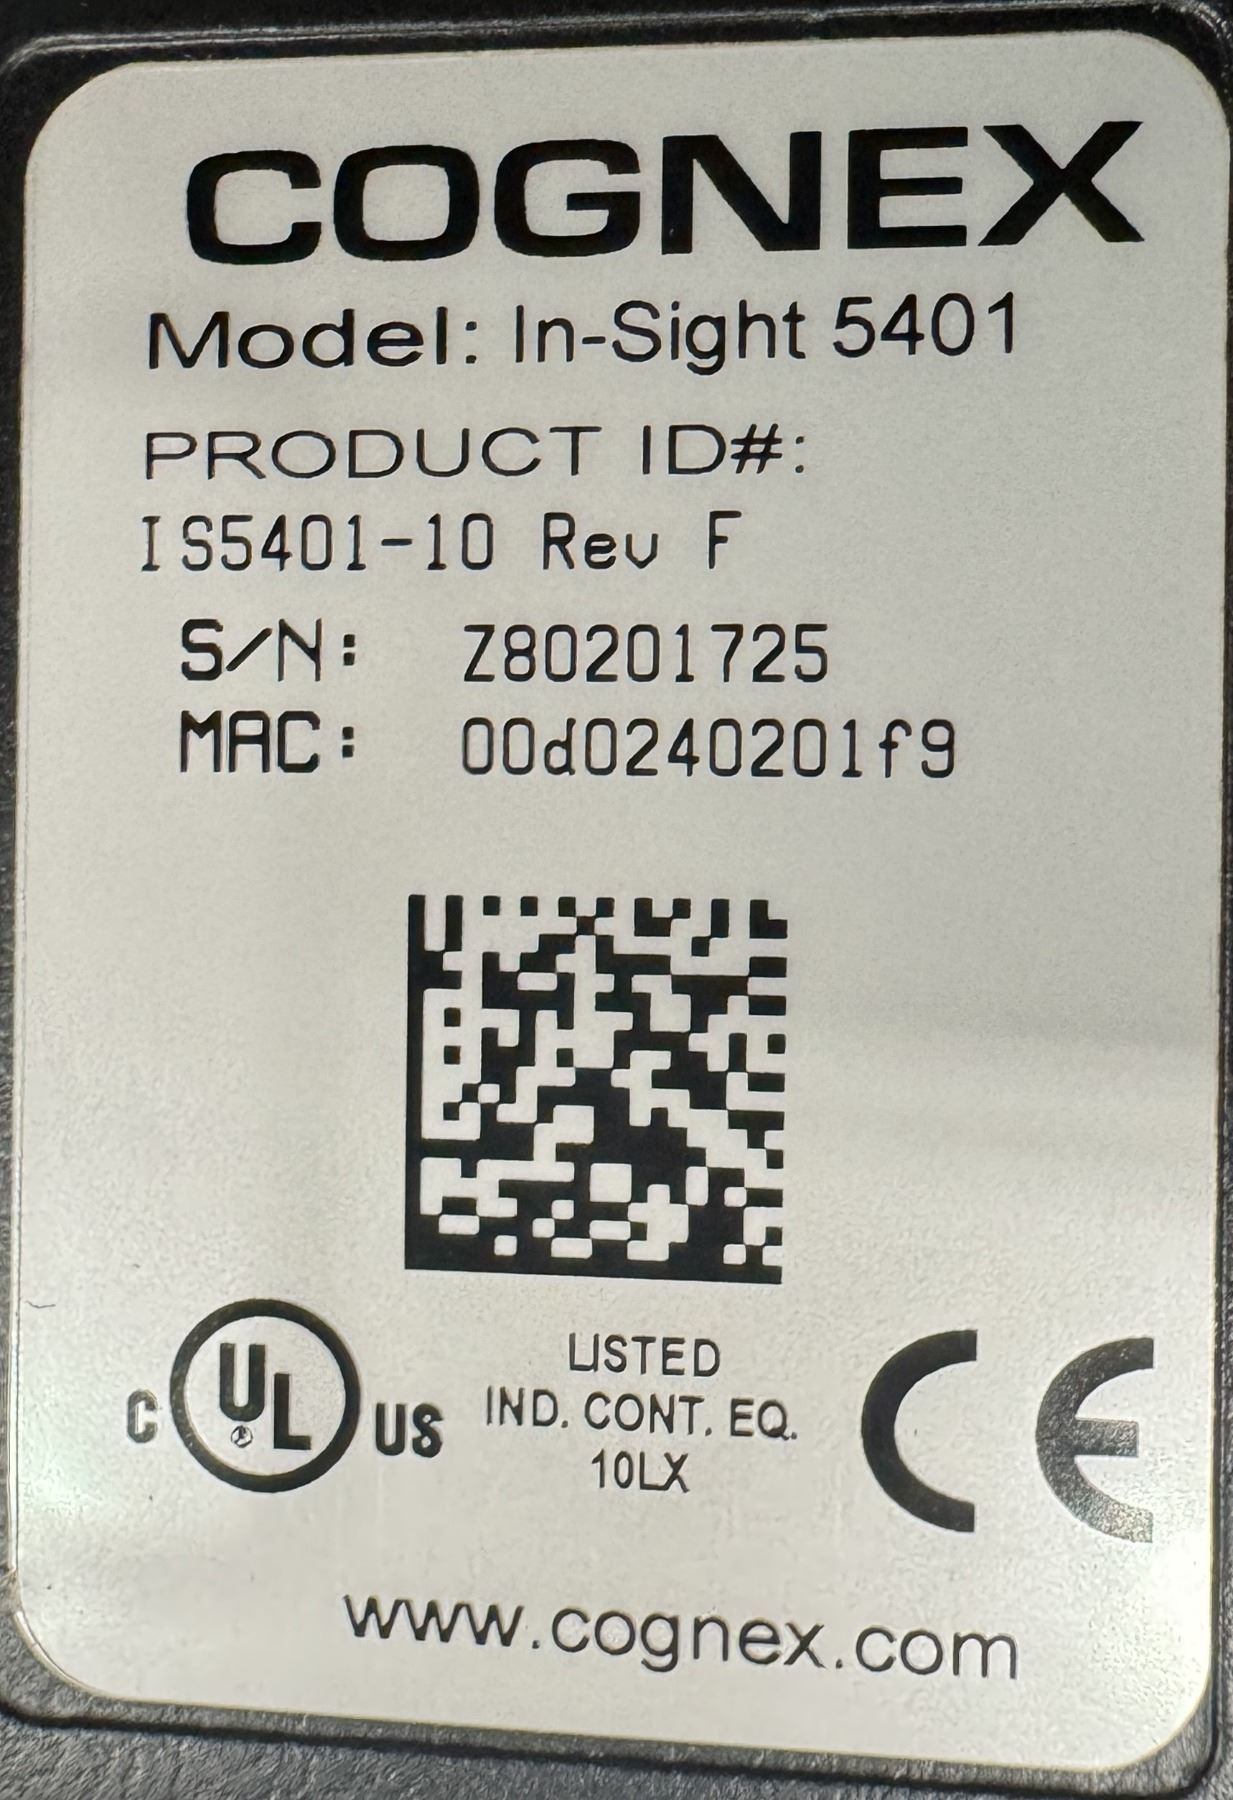 COGNEX
Model: In-Sight 5401
PRODUCT ID#:
IS5401-10 Rev F
S/N: Z80201725
MAC: 00d0240201f9
C UL US
LISTED
IND. CONT. EQ.
10LX
CE
www.cognex.com